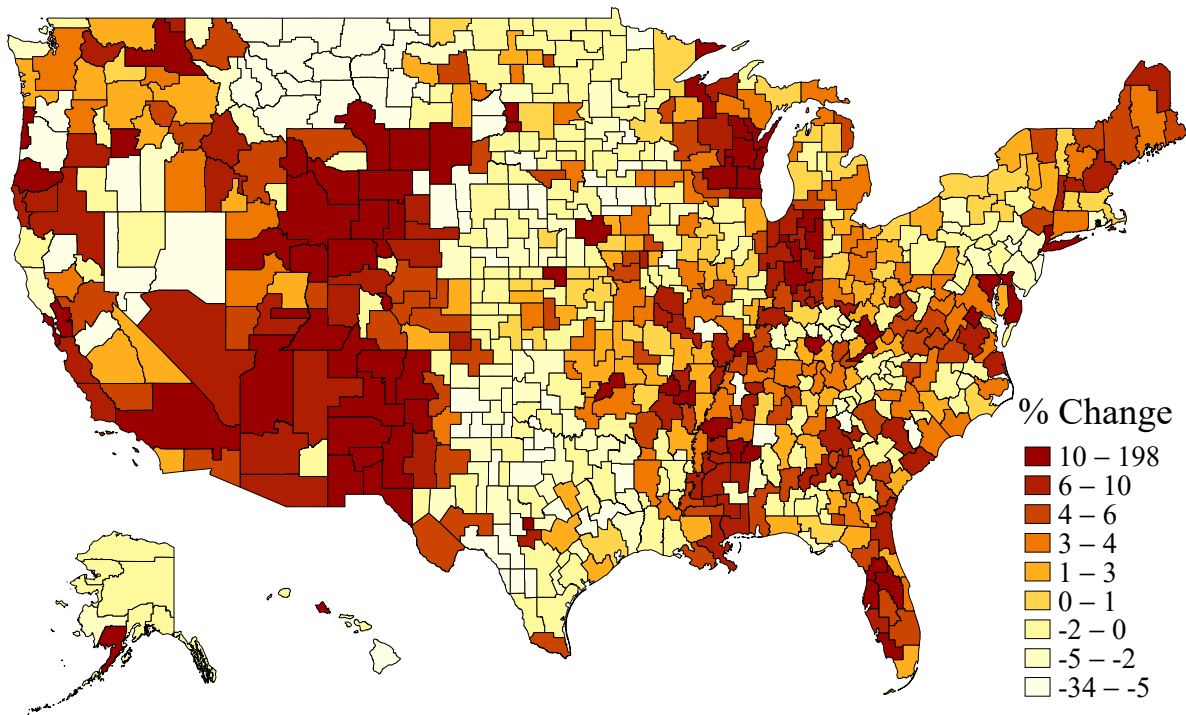 % Change
10 – 198
6 – 10
4 – 6
3 – 4
1 – 3
0 – 1
-2 – 0
-5 – -2
-34 – -5